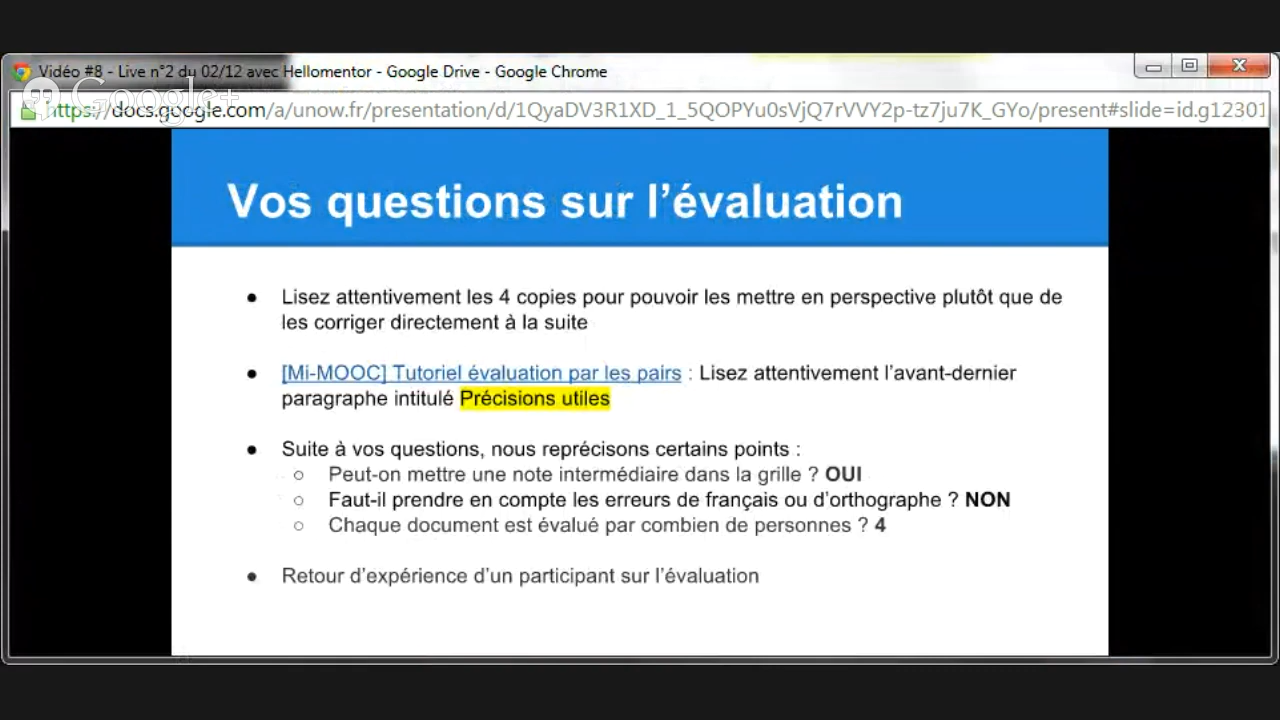 Vidéo #8 - Live n°2 du 02/12 avec Hellomentor - Google Drive - Google Chrome
Google+
https://docs.google.com/a/unow.fr/presentation/d/1QyaDV3R1XD_1_5QOPYu0sVjQ7rVVY2p-tz7ju7K_GYo/present#slide=id.g12301
Vos questions sur l’évaluation
● Lisez attentivement les 4 copies pour pouvoir les mettre en perspective plutôt que de
les corriger directement à la suite
● [Mi-MOOC] Tutoriel évaluation par les pairs : Lisez attentivement l’avant-dernier
paragraphe intitulé Précisions utiles
● Suite à vos questions, nous reprécisons certains points :
○ Peut-on mettre une note intermédiaire dans la grille ? OUI
○ Faut-il prendre en compte les erreurs de français ou d’orthographe ? NON
○ Chaque document est évalué par combien de personnes ? 4
● Retour d’expérience d’un participant sur l’évaluation